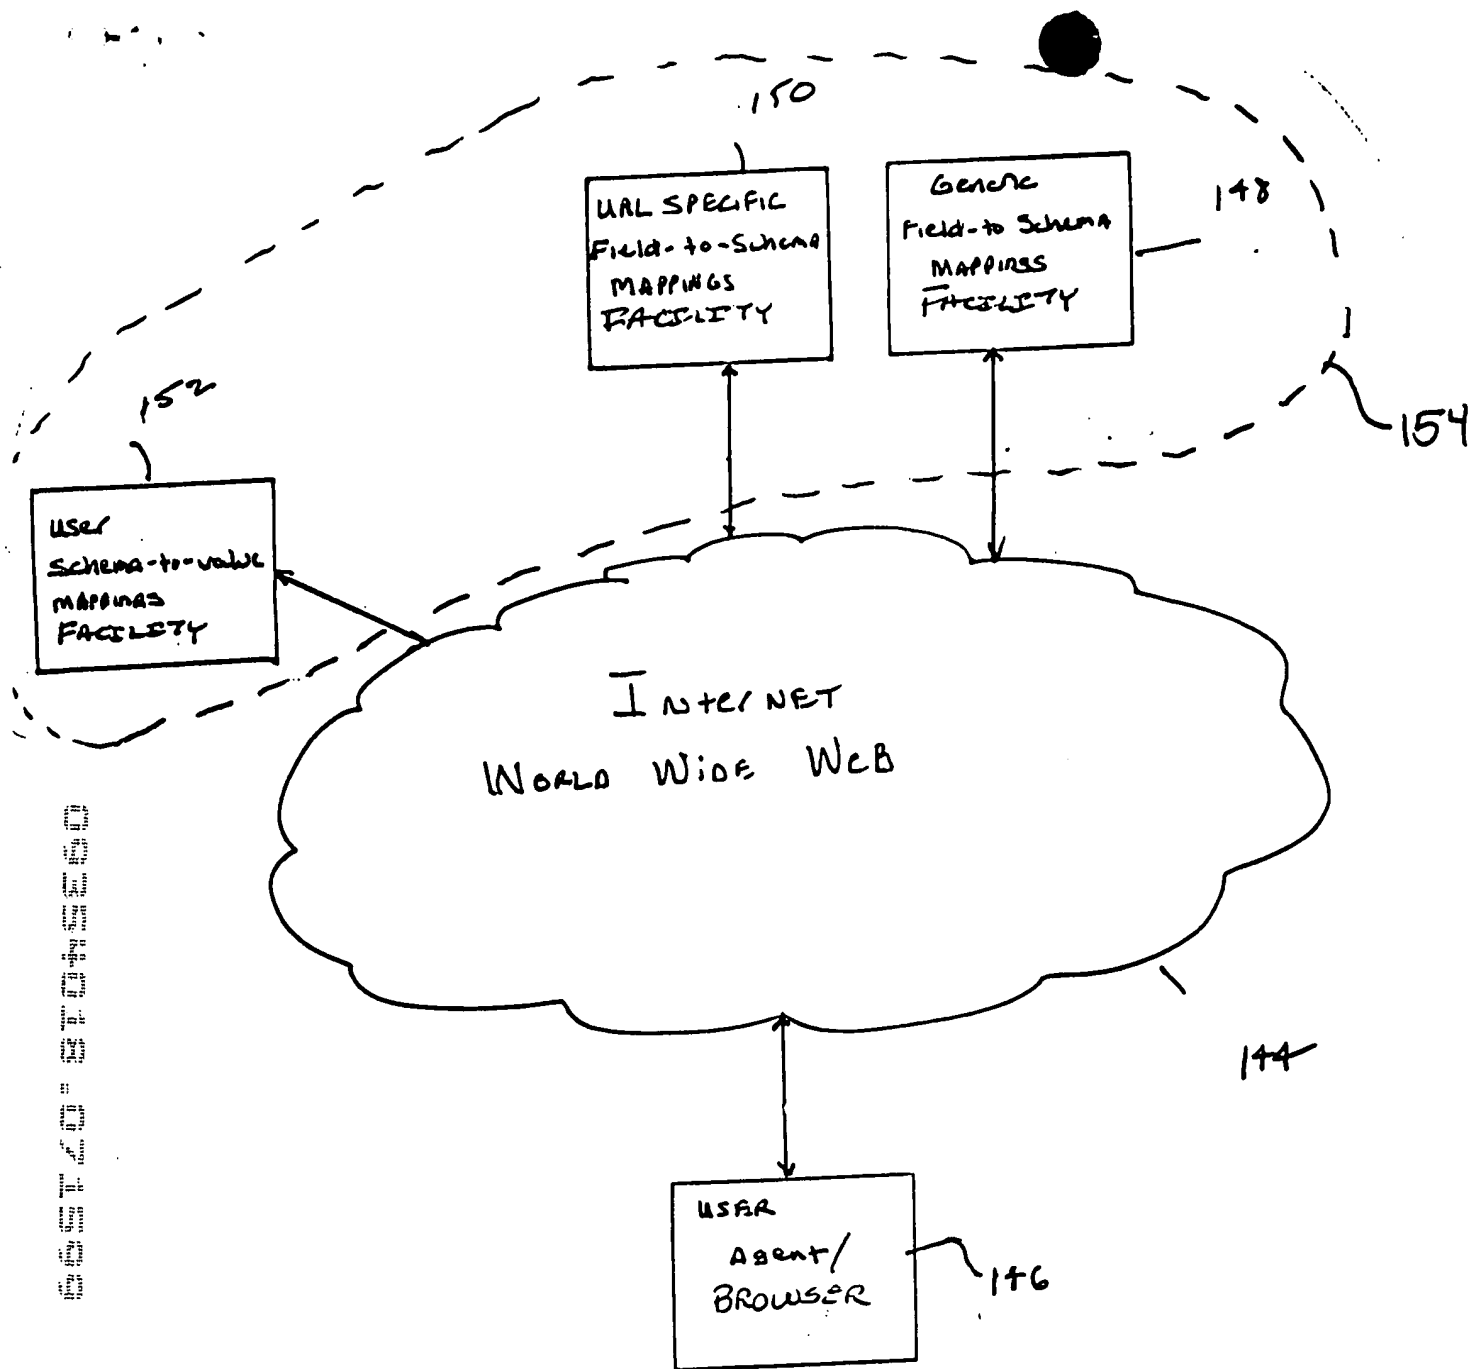 150
URL SPECIFIC
Field-to-Schema
MAPPINGS
FACILITY
Generic
Field-to Schema
MAPPINGS
FACILITY
148
154
152
User
Schema-to-value
MAPPINGS
FACILITY
Internet
World Wide Web
144
USER
Agent/
BROWSER
146